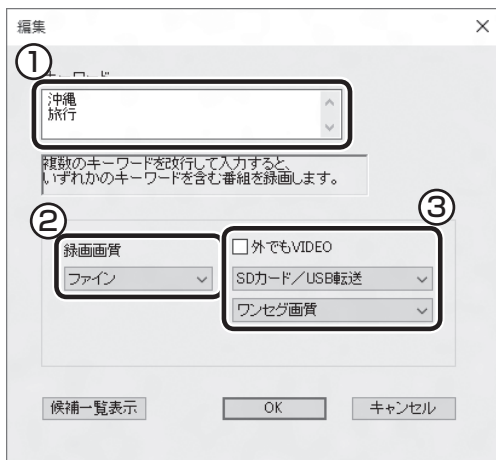 編集
①
キーワード
沖縄
旅行
複数のキーワードを改行して入力すると、
いずれかのキーワードを含む番組を録画します。
②
録画画質
ファイン
③
外でもVIDEO
SDカード／USB転送
ワンセグ画質
候補一覧表示
OK
キャンセル